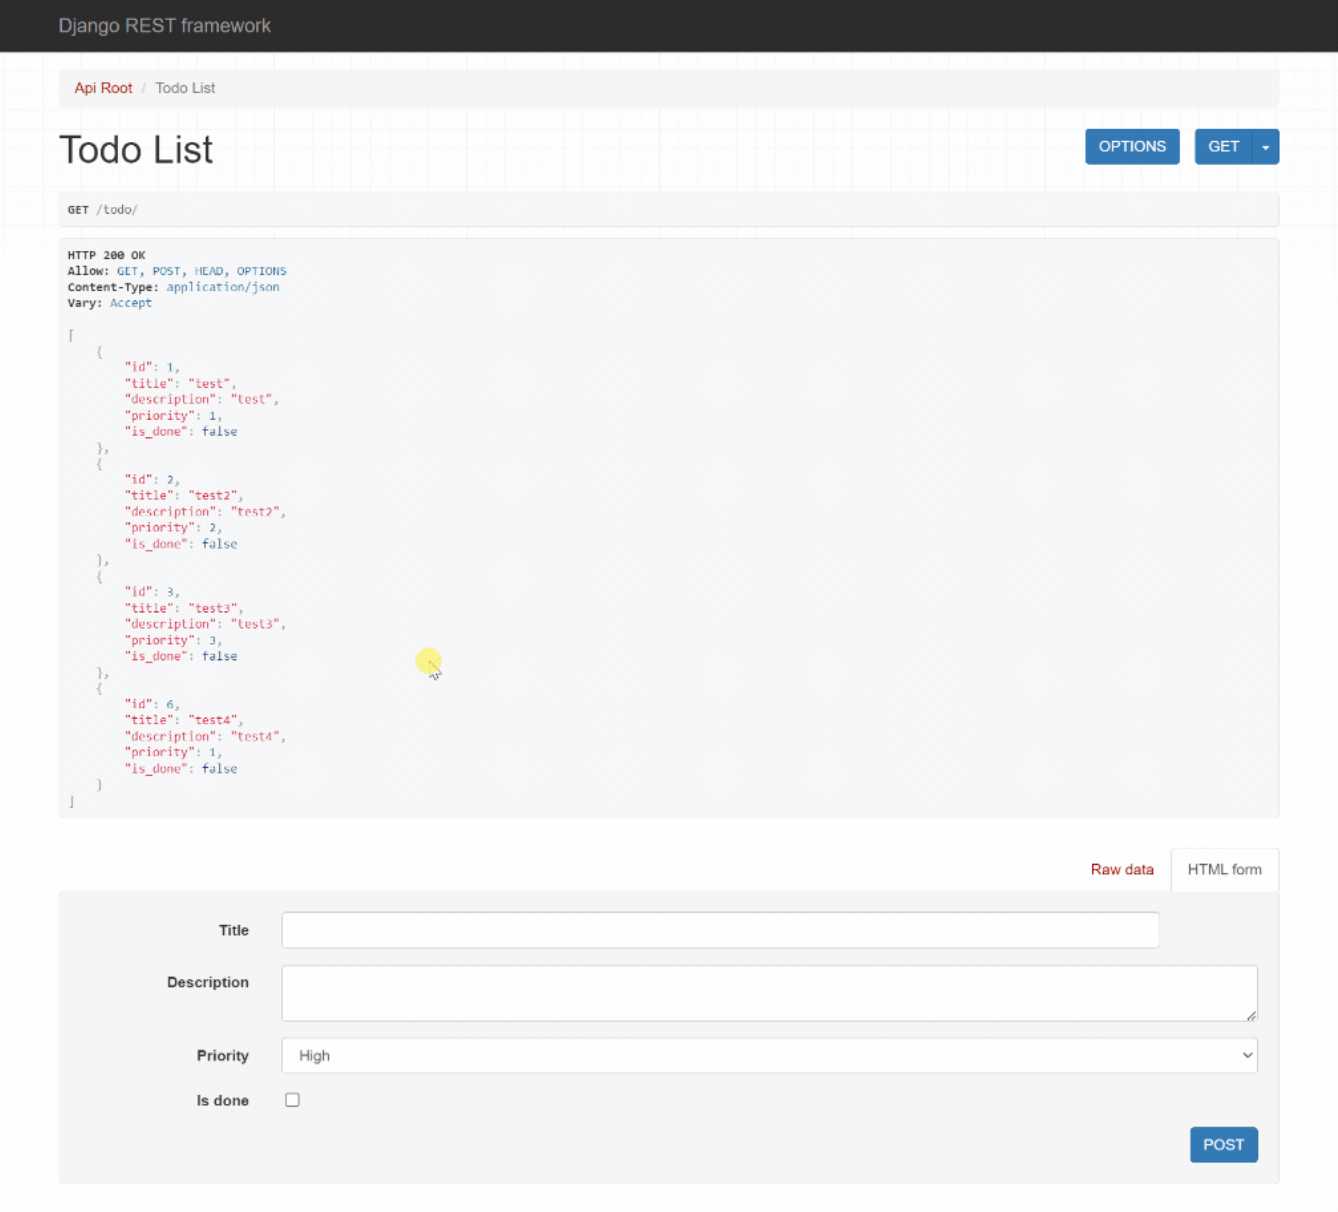 Django REST framework
Api Root / Todo List
Todo List
OPTIONS GET
GET /todo/
HTTP 200 OK
Allow: GET, POST, HEAD, OPTIONS
Content-Type: application/json
Vary: Accept
[
{
"id": 1,
"title": "test",
"description": "test",
"priority": 1,
"is_done": false
},
{
"id": 2,
"title": "test2",
"description": "test2",
"priority": 2,
"is_done": false
},
{
"id": 3,
"title": "test3",
"description": "test3",
"priority": 3,
"is_done": false
},
{
"id": 6,
"title": "test4",
"description": "test4",
"priority": 1,
"is_done": false
}
]
Raw data HTML form
Title
Description
Priority High
Is done
POST